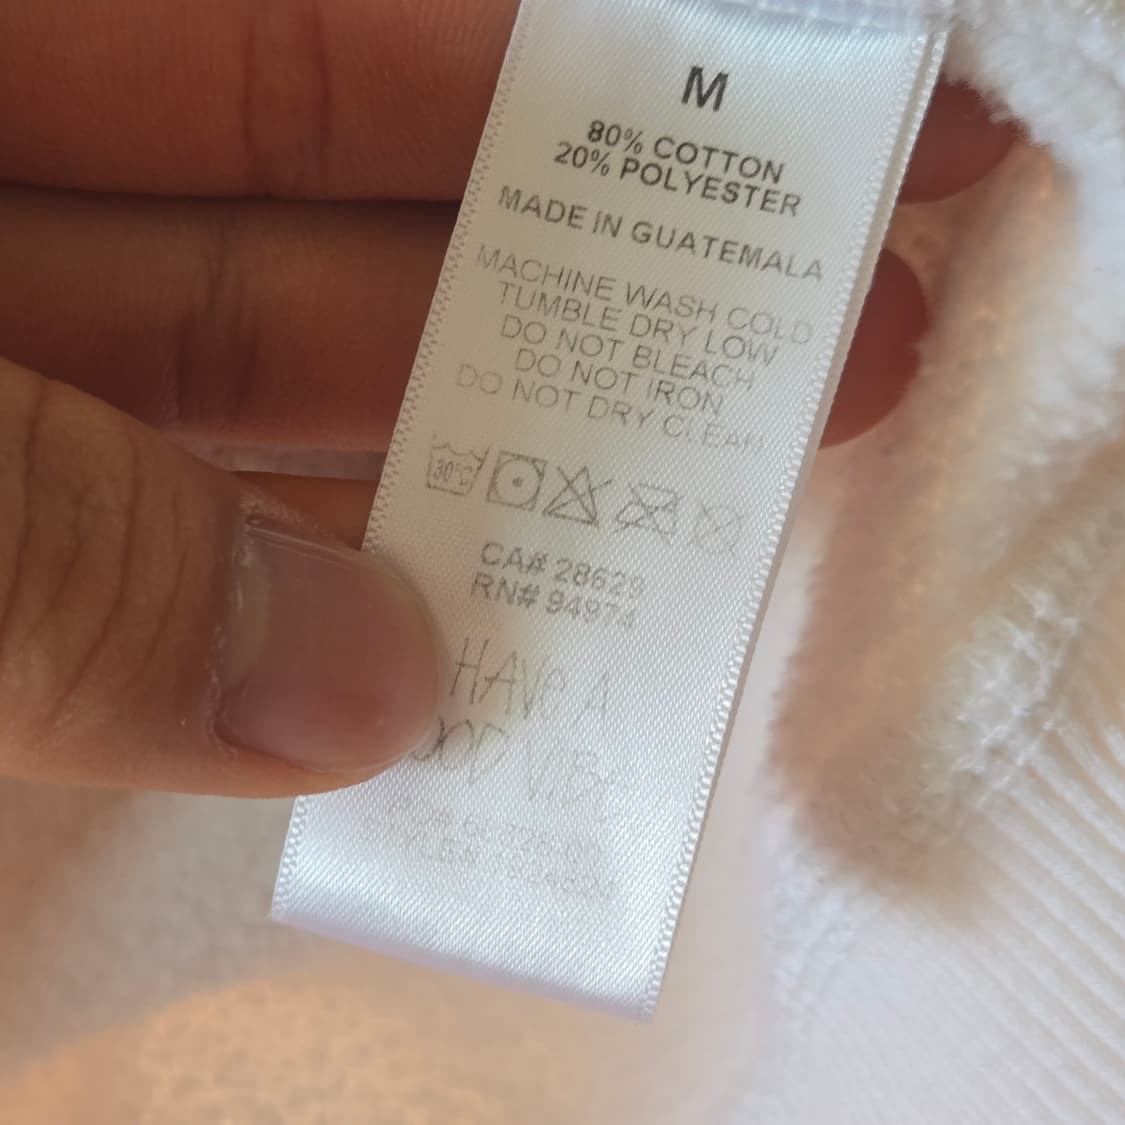 M
80% COTTON
20% POLYESTER
MADE IN GUATEMALA
MACHINE WASH COLD
TUMBLE DRY LOW
DO NOT BLEACH
DO NOT IRON
DO NOT DRY CLEAN
30°C
CA# 28629
RN# 94974
HAVE A